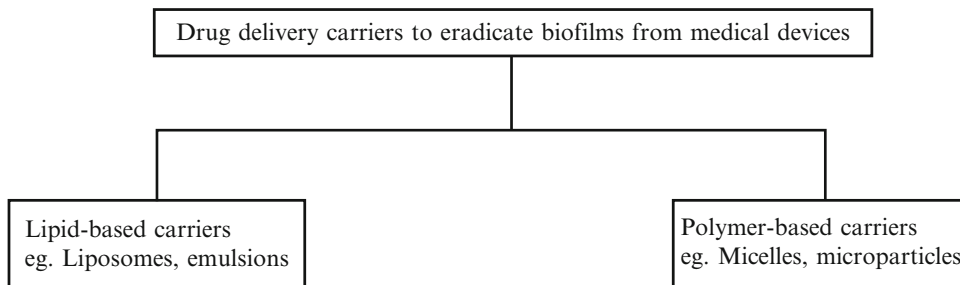 Drug delivery carriers to eradicate biofilms from medical devices
Lipid-based carriers
eg. Liposomes, emulsions
Polymer-based carriers
eg. Micelles, microparticles